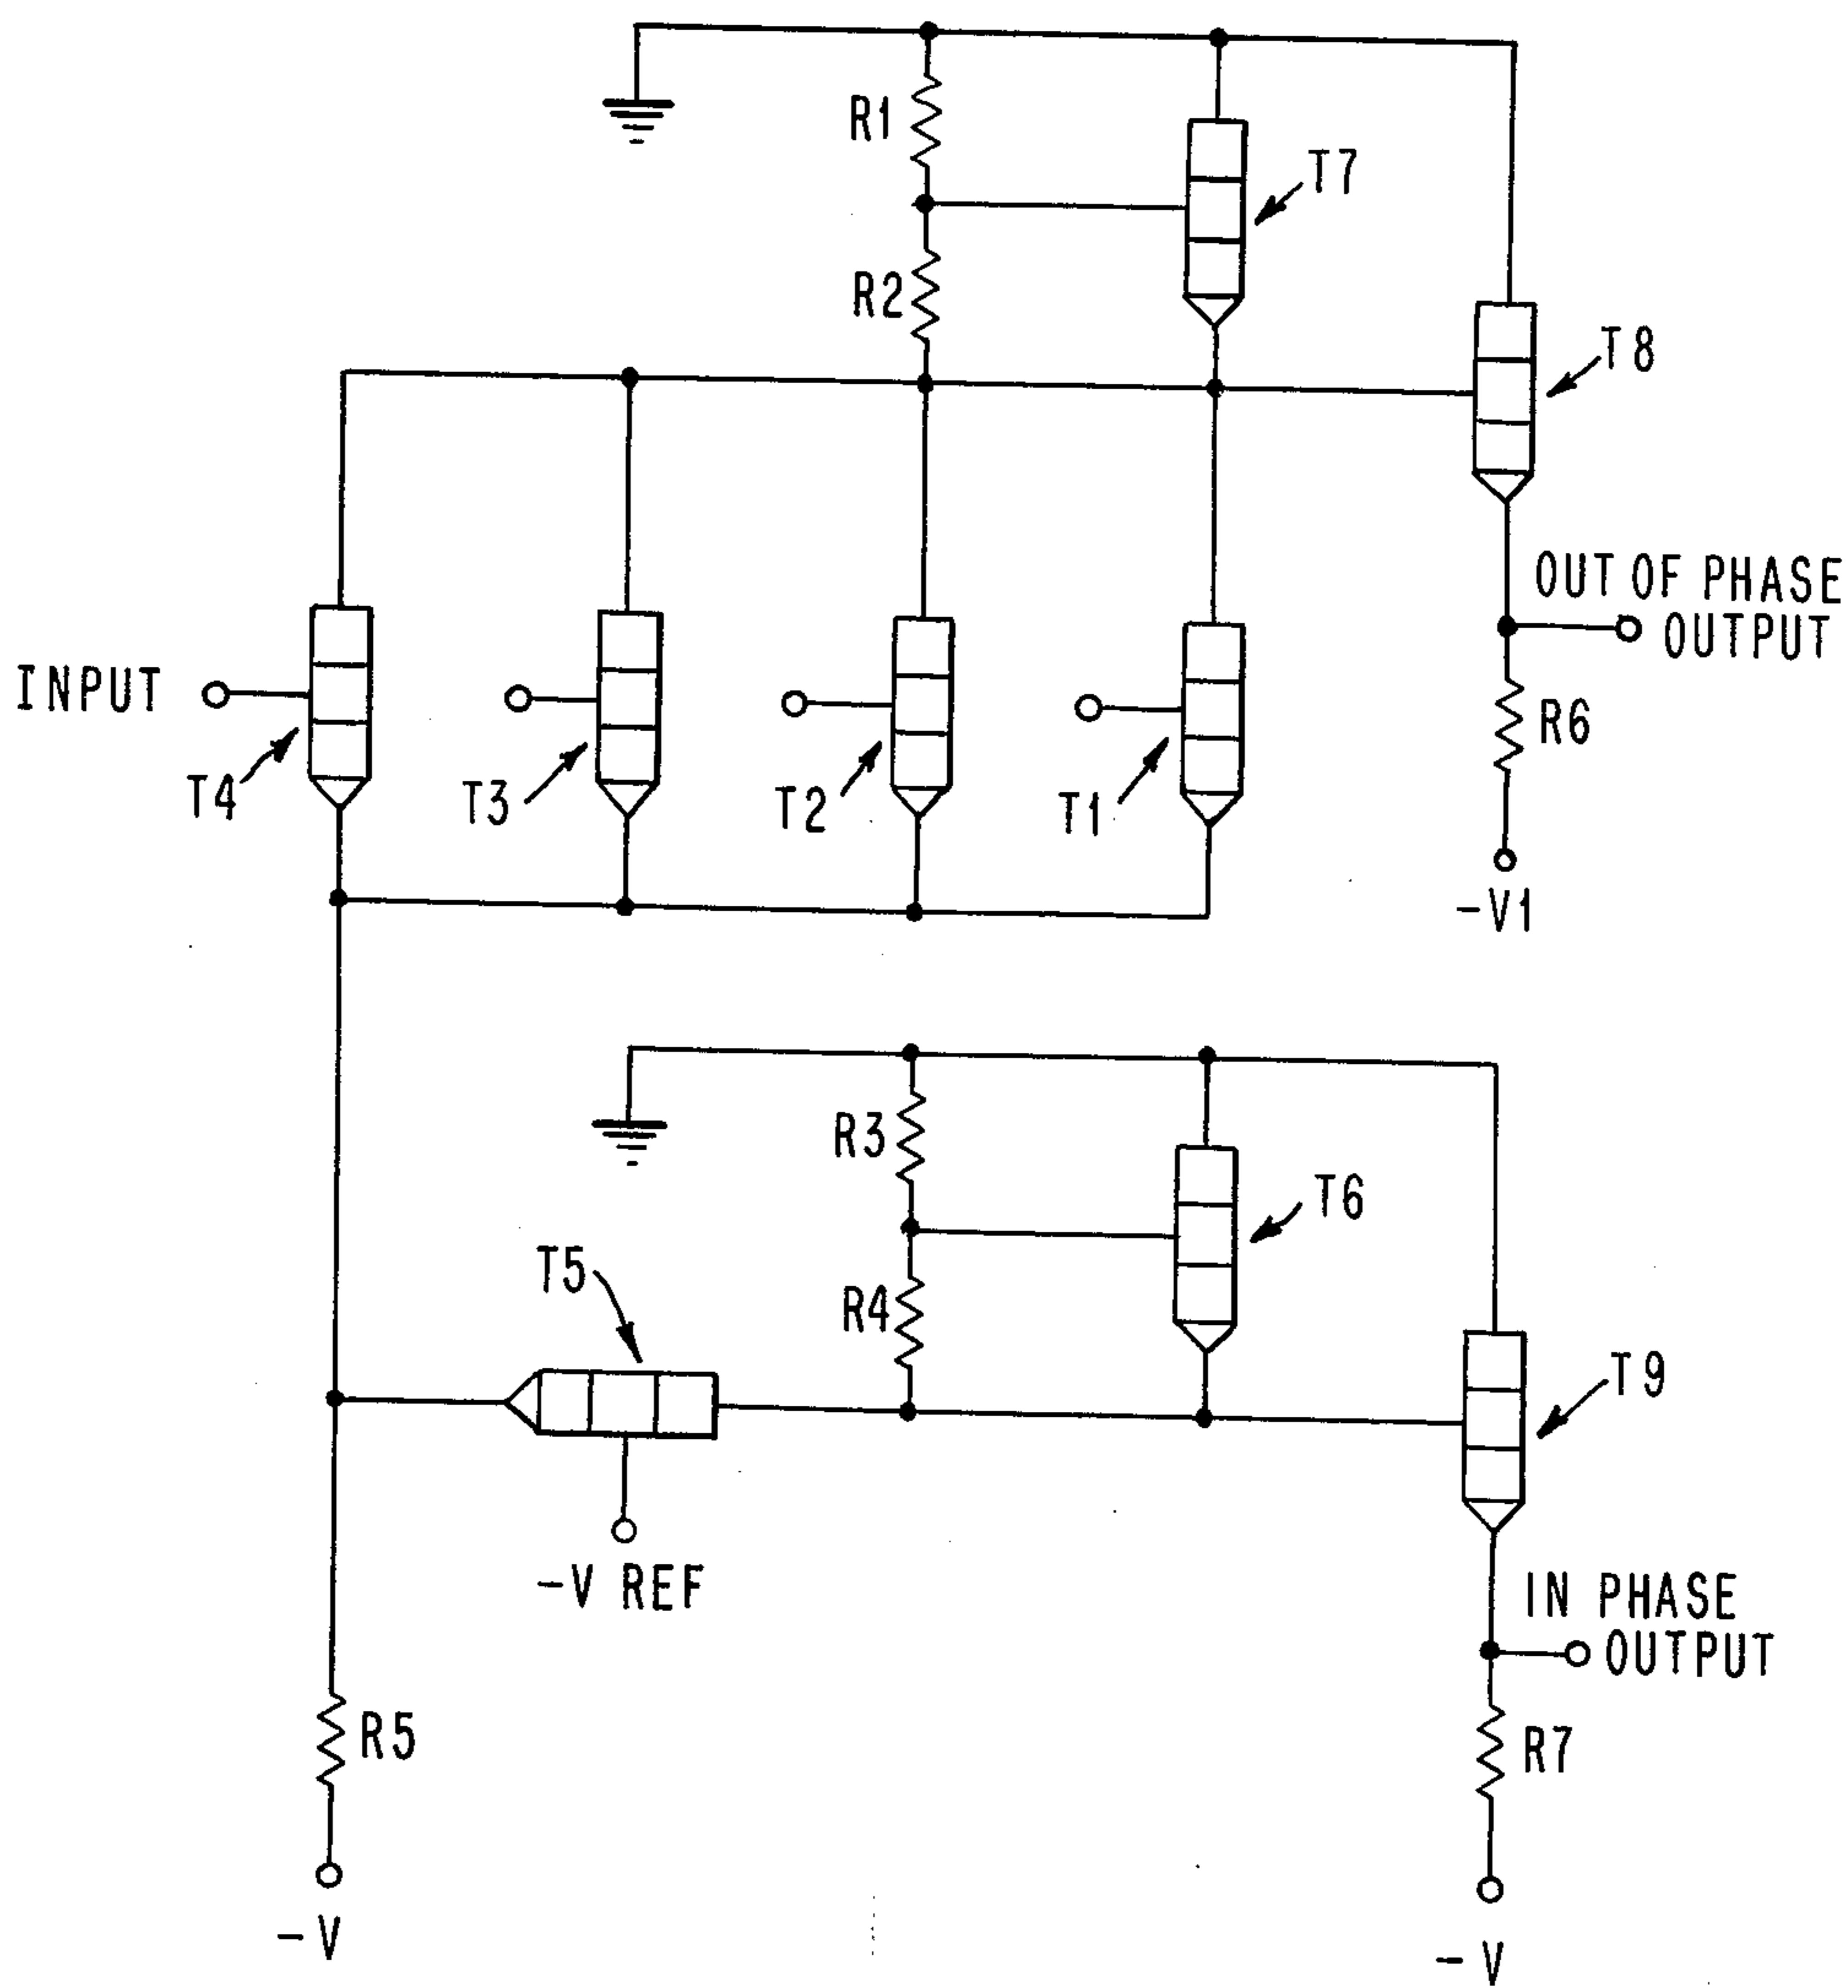 R1
T7
R2
T8
OUT OF PHASE
OUTPUT
INPUT
R6
T4
T3
T2
T1
-V1
R3
T6
T5
R4
T9
-V REF
IN PHASE
OUTPUT
R5
R7
-V
-V